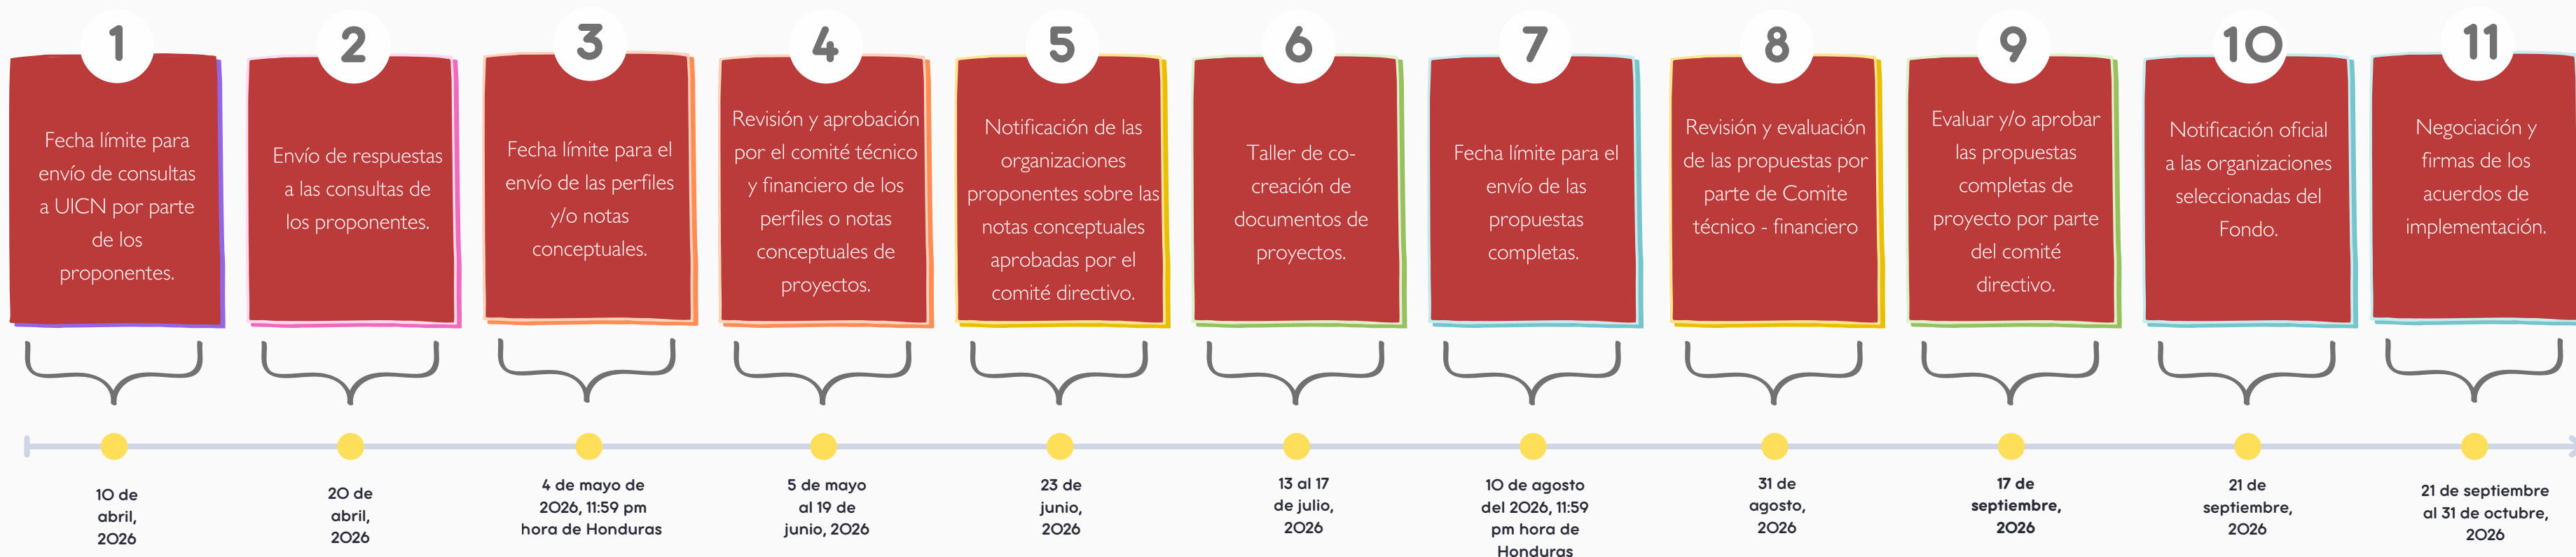 1
Fecha límite para
envío de consultas
a UICN por parte
de los
proponentes.
10 de
abril,
2026
2
Envío de respuestas
a las consultas de
los proponentes.
20 de
abril,
2026
3
Fecha límite para el
envío de las perfiles
y/o notas
conceptuales.
4 de mayo de
2026, 11:59 pm
hora de Honduras
4
Revisión y aprobación
por el comité técnico
y financiero de los
perfiles o notas
conceptuales de
proyectos.
5 de mayo
al 19 de
junio, 2026
5
Notificación de las
organizaciones
proponentes sobre las
notas conceptuales
aprobadas por el
comité directivo.
23 de
junio,
2026
6
Taller de co-
creación de
documentos de
proyectos.
13 al 17
de julio,
2026
7
Fecha límite para el
envío de las
propuestas
completas.
10 de agosto
del 2026, 11:59
pm hora de
Honduras
8
Revisión y evaluación
de las propuestas por
parte de Comite
técnico - financiero
31 de
agosto,
2026
9
Evaluar y/o aprobar
las propuestas
completas de
proyecto por parte
del comité
directivo.
17 de
septiembre,
2026
10
Notificación oficial
a las organizaciones
seleccionadas del
Fondo.
21 de
septiembre,
2026
11
Negociación y
firmas de los
acuerdos de
implementación.
21 de septiembre
al 31 de octubre,
2026